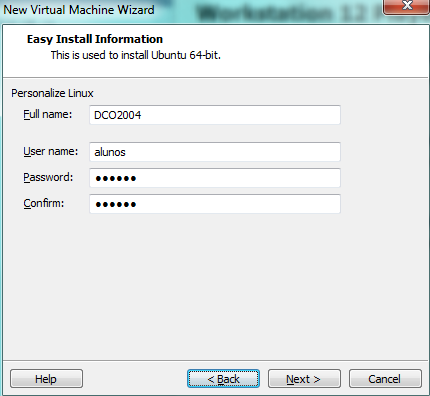 New Virtual Machine Wizard
Workstation 12 Playe
Easy Install Information
This is used to install Ubuntu 64-bit.
Personalize Linux
Full name: DCO2004
User name: alunos
Password: ●●●●●●
Confirm: ●●●●●●
Help < Back Next > Cancel